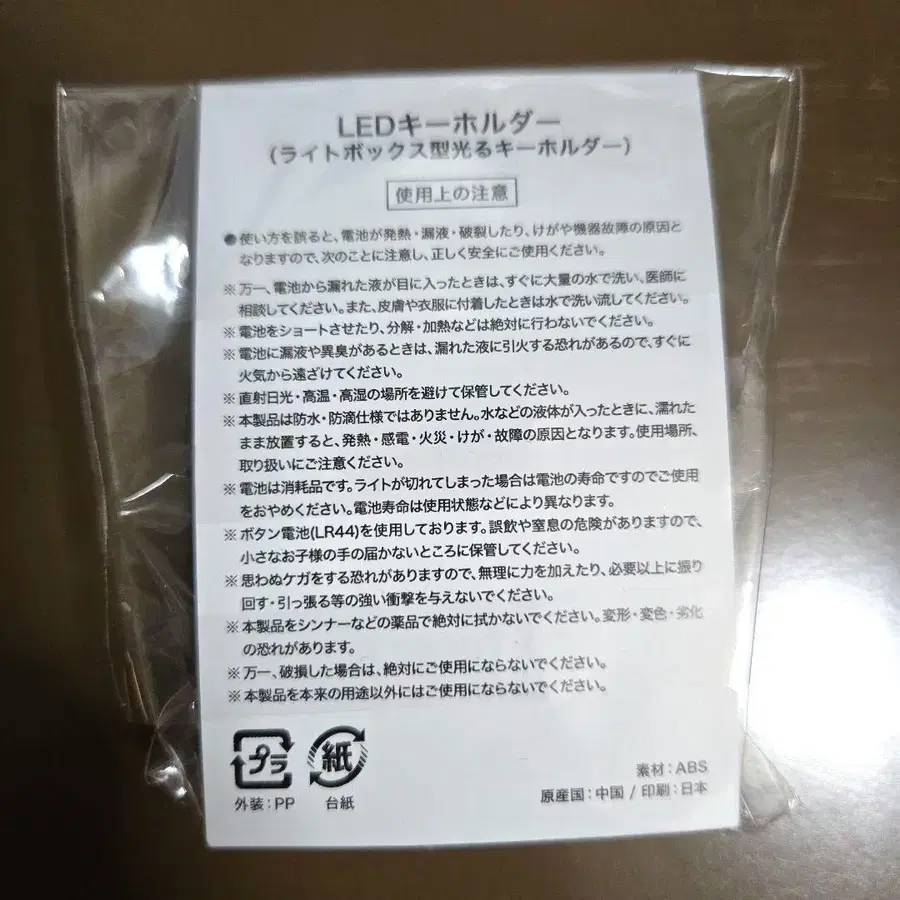 LEDキーホルダー
(ライトボックス型光るキーホルダー)
使用上の注意
●使い方を誤ると、電池が発熱・漏液・破裂したり、けがや機器故障の原因と
なりますので、次のことに注意し、正しく安全にご使用ください。
※万一、電池から漏れた液が目に入ったときは、すぐに大量の水で洗い、医師に
相談してください。また、皮膚や衣服に付着したときは水で洗い流してください。
※電池をショートさせたり、分解・加熱などは絶対に行わないでください。
※電池に漏液や異臭があるときは、漏れた液に引火する恐れがあるので、すぐに
火気から遠ざけてください。
※直射日光・高温・高湿の場所を避けて保管してください。
※本製品は防水・防滴仕様ではありません。水などの液体が入ったときに、濡れた
まま放置すると、発熱・感電・火災・けが・故障の原因となります。使用場所、
取り扱いにご注意ください。
※電池は消耗品です。ライトが切れてしまった場合は電池の寿命ですのでご使用
をおやめください。電池寿命は使用状態などにより異なります。
※ボタン電池(LR44)を使用しております。誤飲や窒息の危険がありますので、
小さなお子様の手の届かないところに保管してください。
※思わぬケガをする恐れがありますので、無理に力を加えたり、必要以上に振り
回す・引っ張る等の強い衝撃を与えないでください。
※本製品をシンナーなどの薬品で絶対に拭かないでください。変形・変色・劣化
の恐れがあります。
※万一、破損した場合は、絶対にご使用にならないでください。
※本製品を本来の用途以外にはご使用にならないでください。
プラ
紙
外装:PP
台紙
素材:ABS
原産国:中国 / 印刷:日本